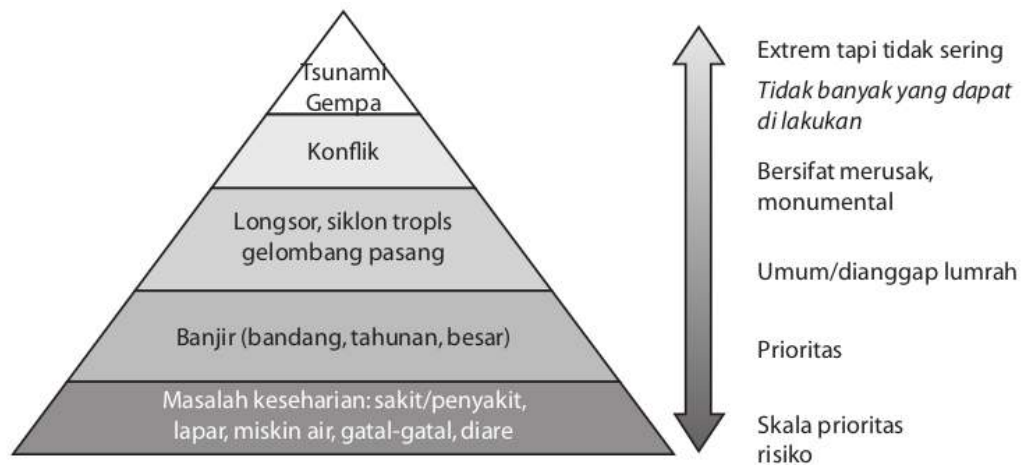 Tsunami
Gempa
Konflik
Longsor, siklon tropls
gelombang pasang
Banjir (bandang, tahunan, besar)
Masalah keseharian: sakit/penyakit,
lapar, miskin air, gatal-gatal, diare
Extrem tapi tidak sering
Tidak banyak yang dapat
di lakukan
Bersifat merusak,
monumental
Umum/dianggap lumrah
Prioritas
Skala prioritas
risiko